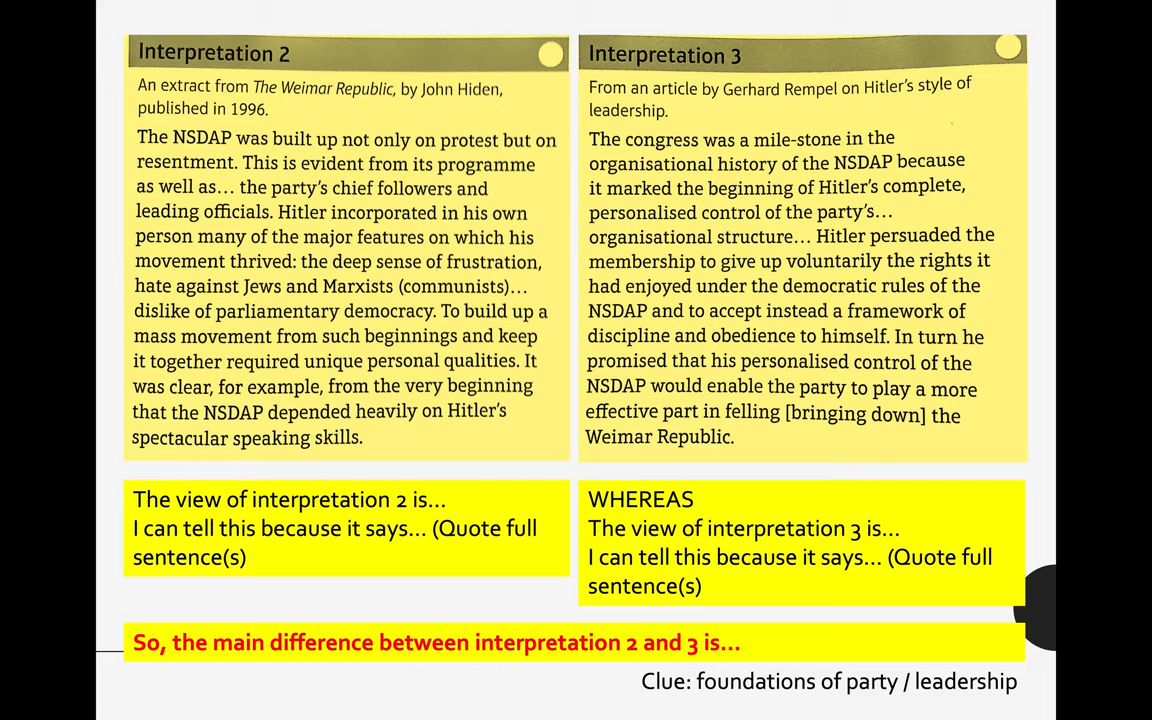 Interpretation 2
An extract from The Weimar Republic, by John Hiden,
published in 1996.
The NSDAP was built up not only on protest but on
resentment. This is evident from its programme
as well as... the party's chief followers and
leading officials. Hitler incorporated in his own
person many of the major features on which his
movement thrived: the deep sense of frustration,
hate against Jews and Marxists (communists)...
dislike of parliamentary democracy. To build up a
mass movement from such beginnings and keep
it together required unique personal qualities. It
was clear, for example, from the very beginning
that the NSDAP depended heavily on Hitler's
spectacular speaking skills.
Interpretation 3
From an article by Gerhard Rempel on Hitler's style of
leadership.
The congress was a mile-stone in the
organisational history of the NSDAP because
it marked the beginning of Hitler's complete,
personalised control of the party's...
organisational structure... Hitler persuaded the
membership to give up voluntarily the rights it
had enjoyed under the democratic rules of the
NSDAP and to accept instead a framework of
discipline and obedience to himself. In turn he
promised that his personalised control of the
NSDAP would enable the party to play a more
effective part in felling [bringing down] the
Weimar Republic.
The view of interpretation 2 is...
I can tell this because it says... (Quote full
sentence(s)
WHEREAS
The view of interpretation 3 is...
I can tell this because it says... (Quote full
sentence(s)
So, the main difference between interpretation 2 and 3 is...
Clue: foundations of party / leadership